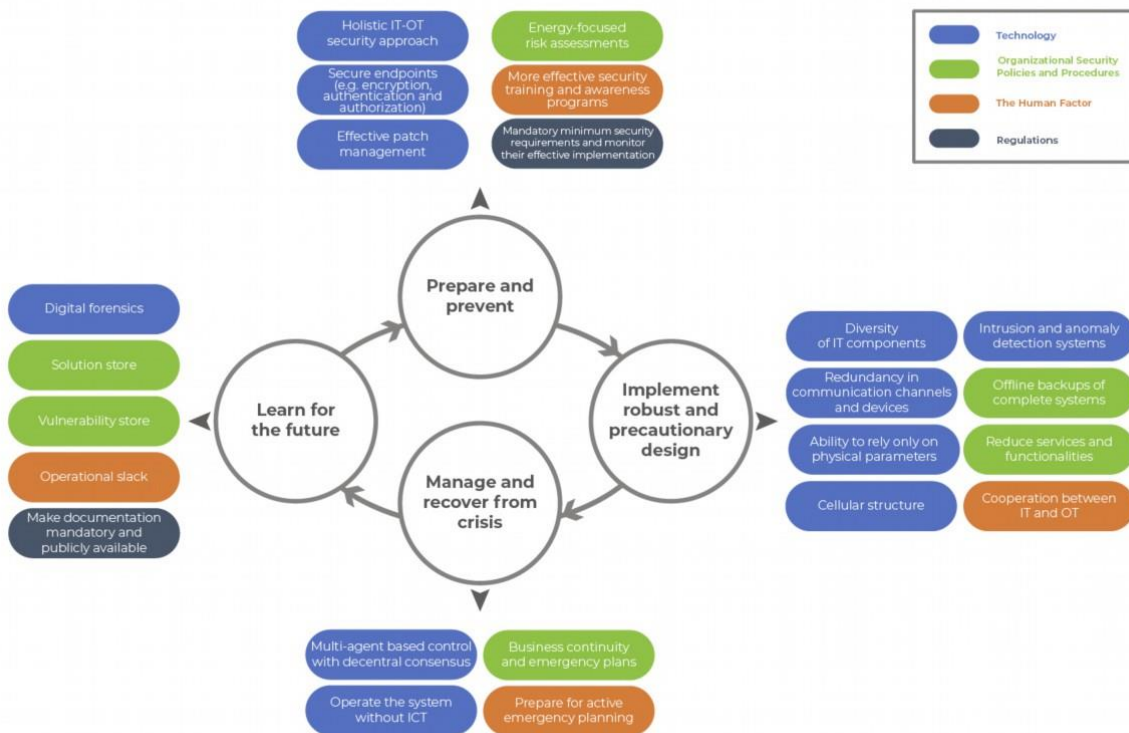 Holistic IT-OT
security approach
Energy-focused
risk assessments
Secure endpoints
(e.g. encryption,
authentication and
authorization)
More effective security
training and awareness
programs
Effective patch
management
Mandatory minimum security
requirements and monitor
their effective implementation
Technology
Organizational Security
Policies and Procedures
The Human Factor
Regulations
Prepare and
prevent
Digital forensics
Solution store
Vulnerability store
Operational slack
Make documentation
mandatory and
publicly available
Learn for
the future
Implement
robust and
precautionary
design
Manage and
recover from
crisis
Diversity
of IT components
Intrusion and anomaly
detection systems
Redundancy in
communication channels
and devices
Offline backups of
complete systems
Ability to rely only on
physical parameters
Reduce services and
functionalities
Cellular structure
Cooperation between
IT and OT
Multi-agent based control
with decentral consensus
Business continuity
and emergency plans
Operate the system
without ICT
Prepare for active
emergency planning